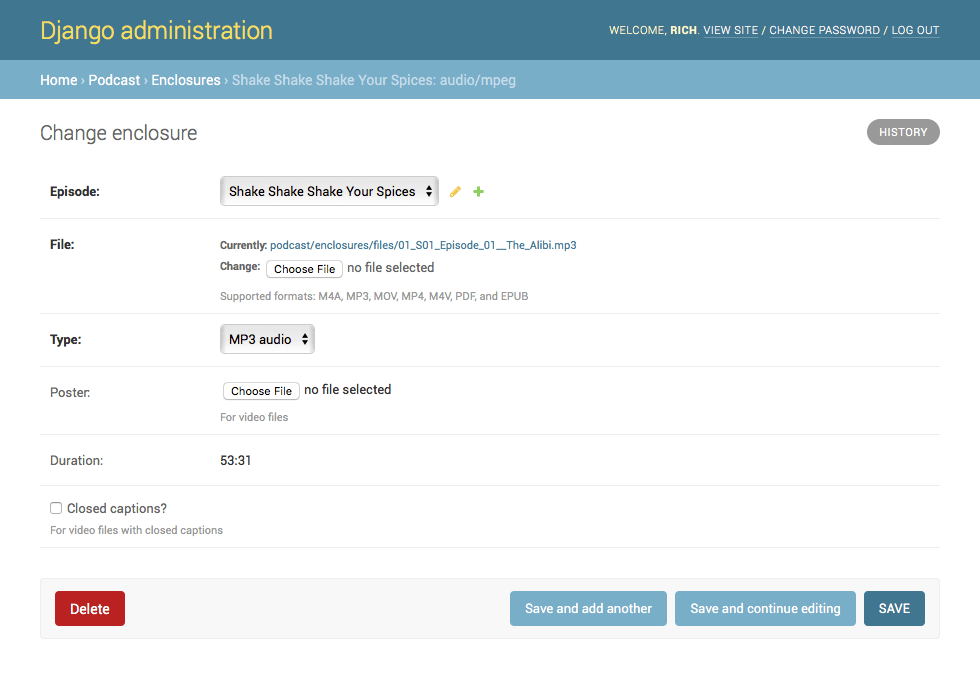 Django administration
WELCOME, RICH. VIEW SITE / CHANGE PASSWORD / LOG OUT
Home › Podcast › Enclosures › Shake Shake Shake Your Spices: audio/mpeg
Change enclosure
HISTORY
Episode: Shake Shake Shake Your Spices
File: Currently: podcast/enclosures/files/01_S01_Episode_01__The_Alibi.mp3
Change: Choose File no file selected
Supported formats: M4A, MP3, MOV, MP4, M4V, PDF, and EPUB
Type: MP3 audio
Poster: Choose File no file selected
For video files
Duration: 53:31
Closed captions?
For video files with closed captions
Delete Save and add another Save and continue editing SAVE